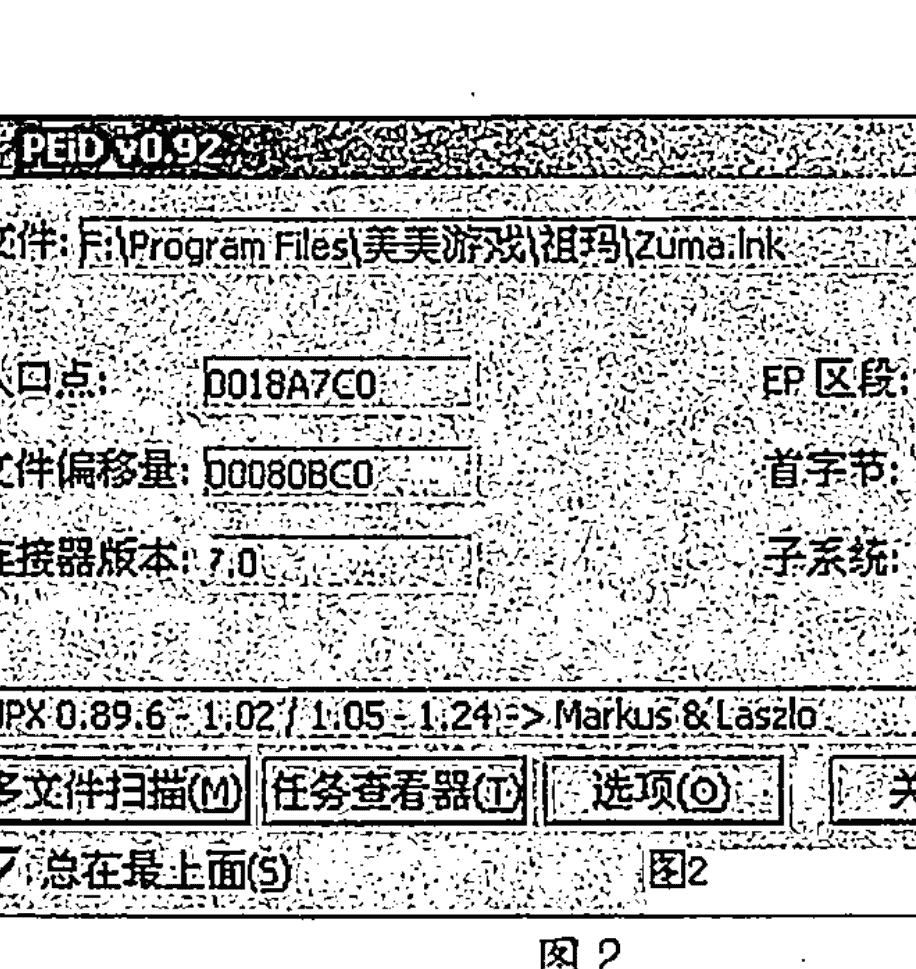 PEiD v0.92
文件: F:\Program Files\美美游戏\祖玛\Zuma.lnk
入口点: 0018A7C0 EP 区段:
文件偏移量: 00080BC0 首字节:
连接器版本: 7.0 子系统:
UPX 0.89.6 - 1.02 / 1.05 - 1.24 -> Markus & Laszlo
多文件扫描(M) 任务查看器(T) 选项(O) 关
总在最上面(S) 图2
图 2